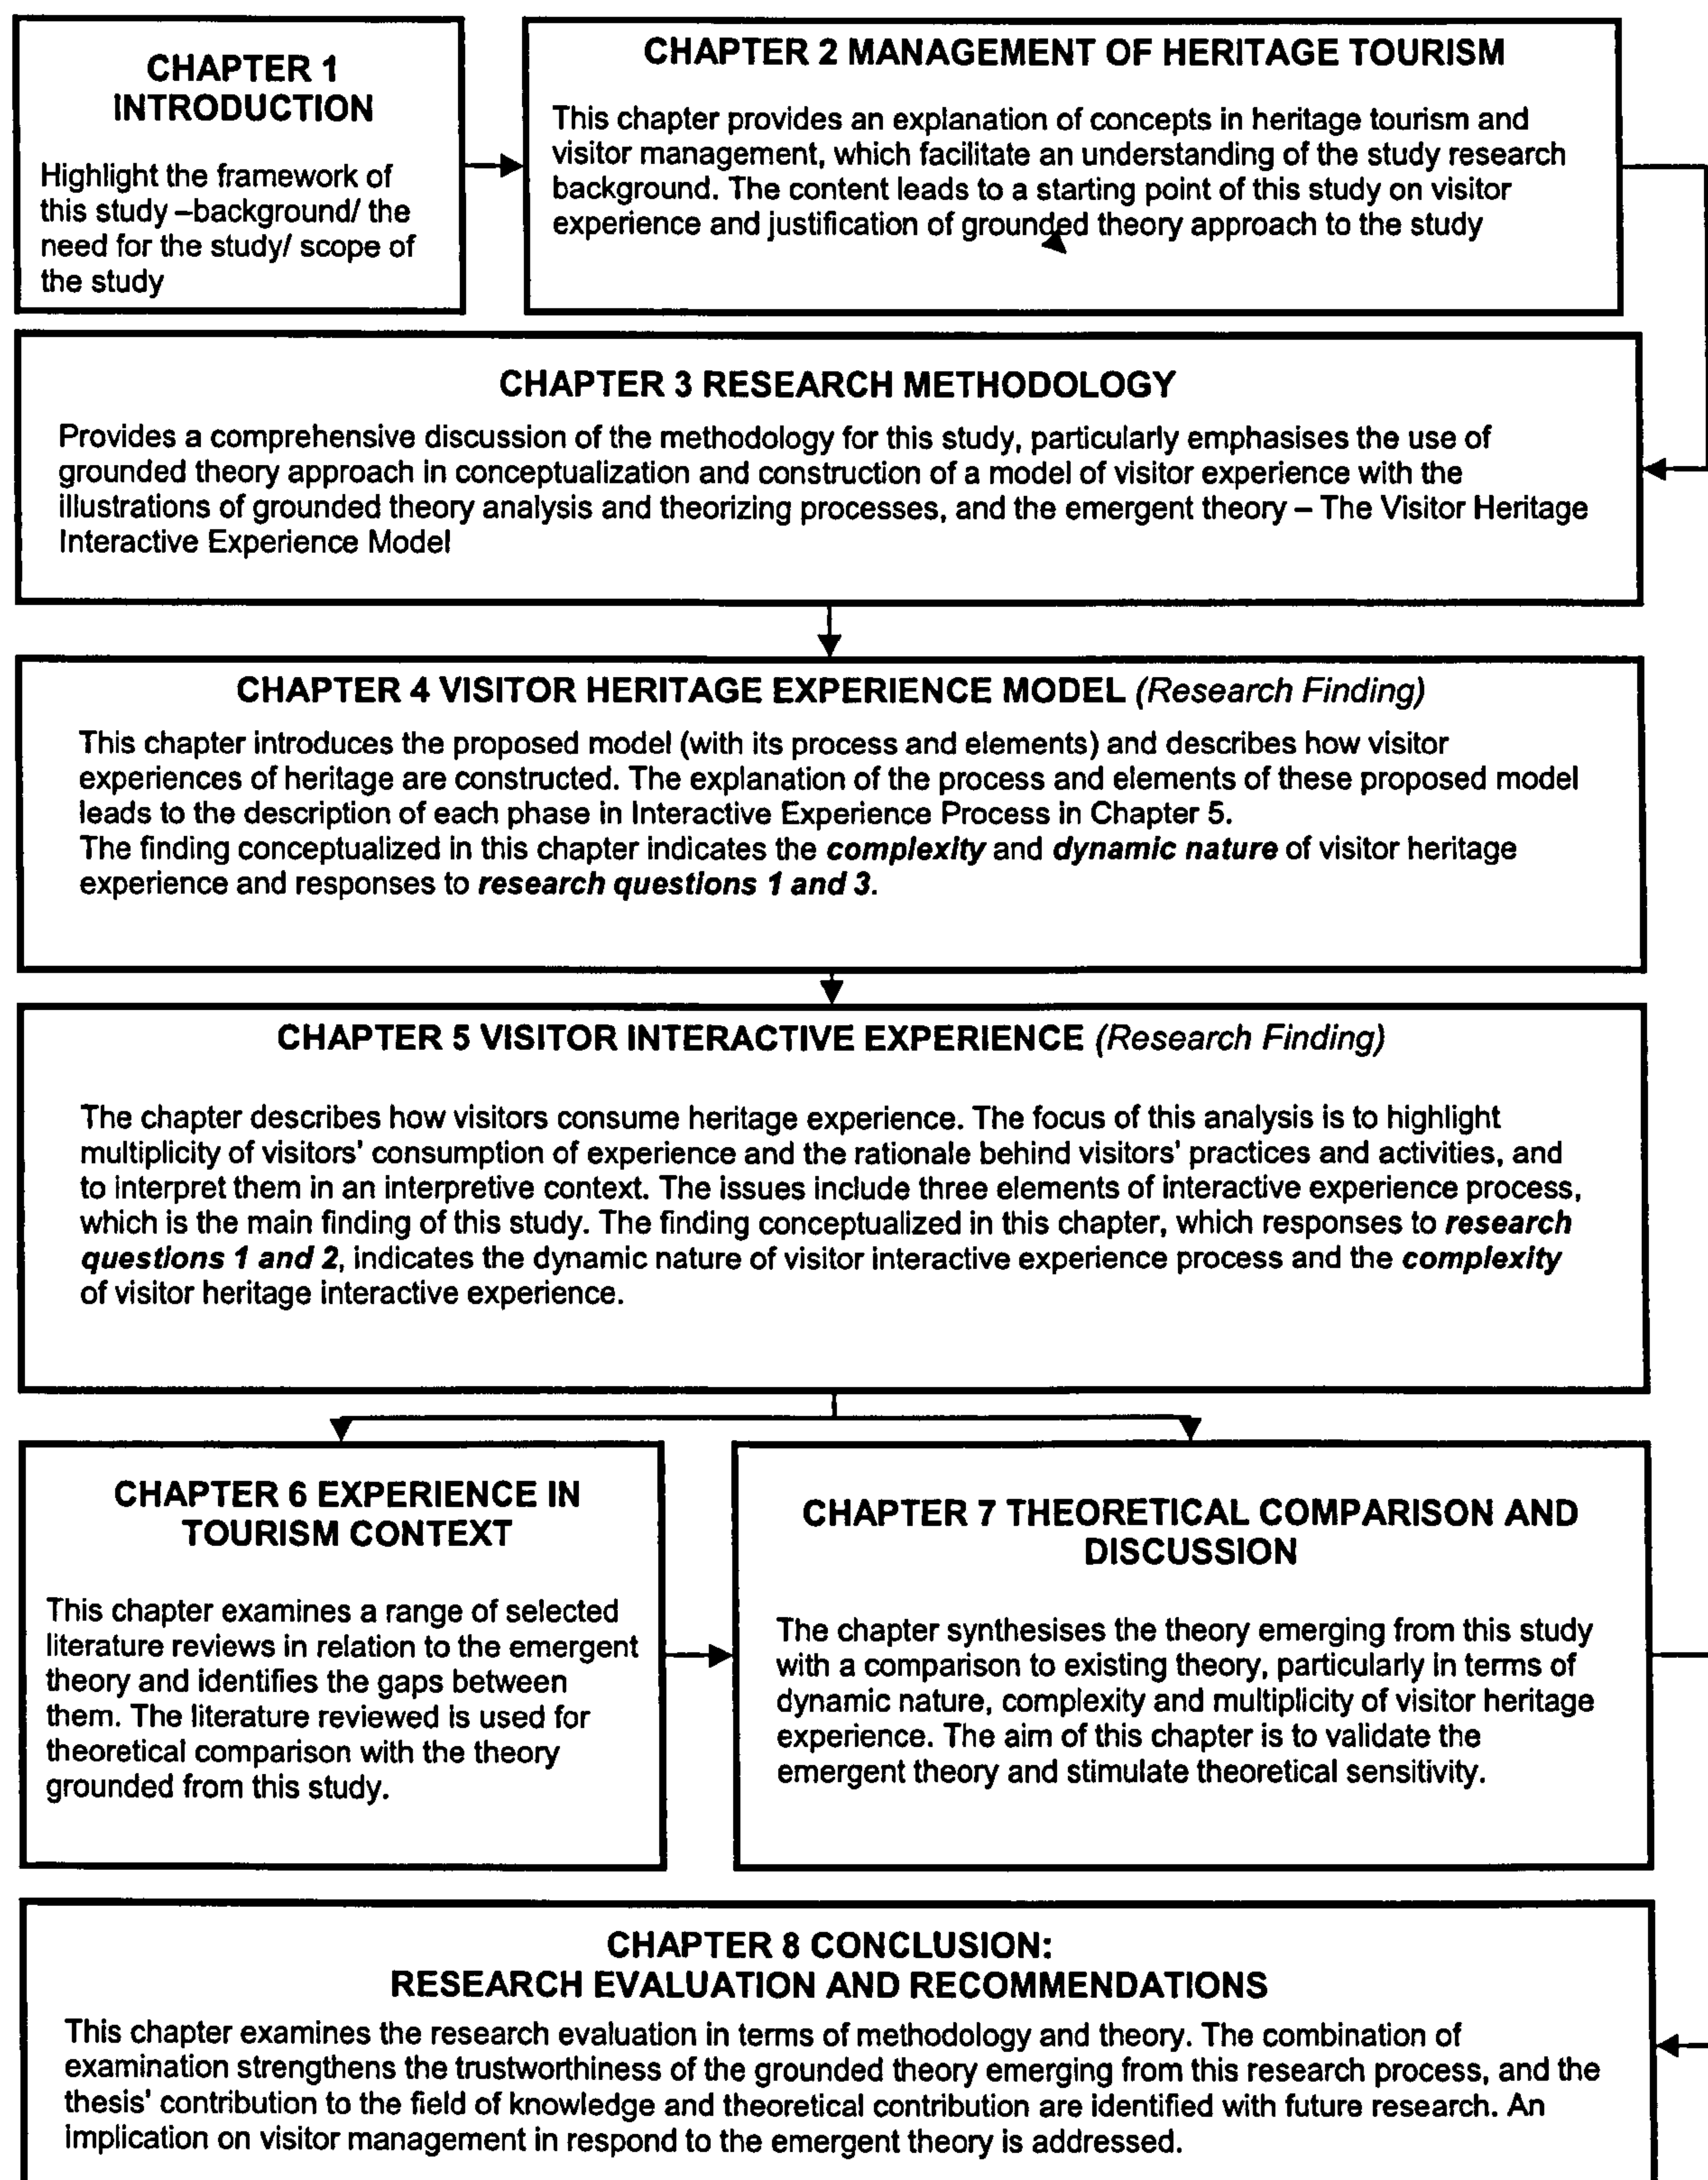 CHAPTER 1
INTRODUCTION
Highlight the framework of
this study –background/ the
need for the study/ scope of
the study
CHAPTER 2 MANAGEMENT OF HERITAGE TOURISM
This chapter provides an explanation of concepts in heritage tourism and
visitor management, which facilitate an understanding of the study research
background. The content leads to a starting point of this study on visitor
experience and justification of grounded theory approach to the study
CHAPTER 3 RESEARCH METHODOLOGY
Provides a comprehensive discussion of the methodology for this study, particularly emphasises the use of
grounded theory approach in conceptualization and construction of a model of visitor experience with the
illustrations of grounded theory analysis and theorizing processes, and the emergent theory – The Visitor Heritage
Interactive Experience Model
CHAPTER 4 VISITOR HERITAGE EXPERIENCE MODEL (Research Finding)
This chapter introduces the proposed model (with its process and elements) and describes how visitor
experiences of heritage are constructed. The explanation of the process and elements of these proposed model
leads to the description of each phase in Interactive Experience Process in Chapter 5.
The finding conceptualized in this chapter indicates the complexity and dynamic nature of visitor heritage
experience and responses to research questions 1 and 3.
CHAPTER 5 VISITOR INTERACTIVE EXPERIENCE (Research Finding)
The chapter describes how visitors consume heritage experience. The focus of this analysis is to highlight
multiplicity of visitors' consumption of experience and the rationale behind visitors' practices and activities, and
to interpret them in an interpretive context. The issues include three elements of interactive experience process,
which is the main finding of this study. The finding conceptualized in this chapter, which responses to research
questions 1 and 2, indicates the dynamic nature of visitor interactive experience process and the complexity
of visitor heritage interactive experience.
CHAPTER 6 EXPERIENCE IN
TOURISM CONTEXT
This chapter examines a range of selected
literature reviews in relation to the emergent
theory and identifies the gaps between
them. The literature reviewed is used for
theoretical comparison with the theory
grounded from this study.
CHAPTER 7 THEORETICAL COMPARISON AND
DISCUSSION
The chapter synthesises the theory emerging from this study
with a comparison to existing theory, particularly in terms of
dynamic nature, complexity and multiplicity of visitor heritage
experience. The aim of this chapter is to validate the
emergent theory and stimulate theoretical sensitivity.
CHAPTER 8 CONCLUSION:
RESEARCH EVALUATION AND RECOMMENDATIONS
This chapter examines the research evaluation in terms of methodology and theory. The combination of
examination strengthens the trustworthiness of the grounded theory emerging from this research process, and the
thesis' contribution to the field of knowledge and theoretical contribution are identified with future research. An
implication on visitor management in respond to the emergent theory is addressed.